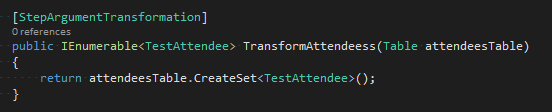 [StepArgumentTransformation]
0 references
public IEnumerable<TestAttendee> TransformAttendeess(Table attendeesTable)
{
return attendeesTable.CreateSet<TestAttendee>();
}